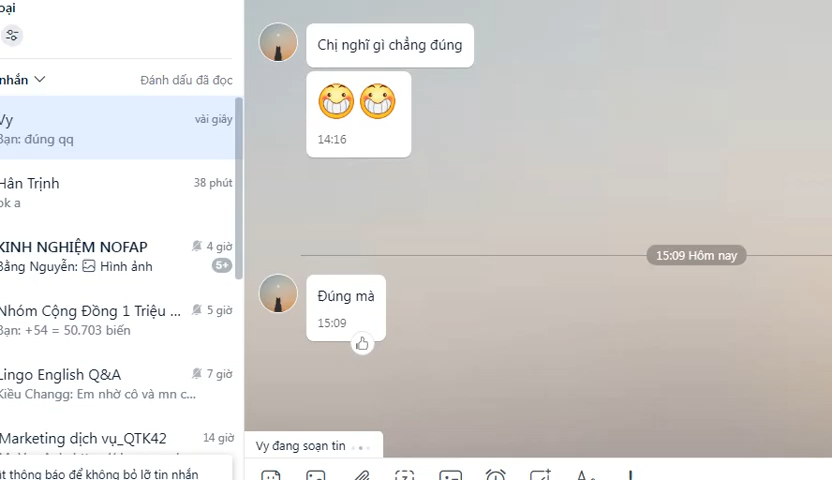 oại
nhắn
Đánh dấu đã đọc
Vy
vài giây
Bạn: đúng qq
Hân Trịnh
38 phút
ok a
KINH NGHIỆM NOFAP
4 giờ
Bằng Nguyễn: Hình ảnh
5+
Nhóm Cộng Đồng 1 Triệu ...
5 giờ
Bạn: +54 = 50.703 biến
Lingo English Q&A
7 giờ
Kiều Changg: Em nhờ cô và mn c...
Marketing dịch vụ_QTK42
14 giờ
ật thông báo để không bỏ lỡ tin nhắn
Chị nghĩ gì chẳng đúng
14:16
15:09 Hôm nay
Đúng mà
15:09
Vy đang soạn tin